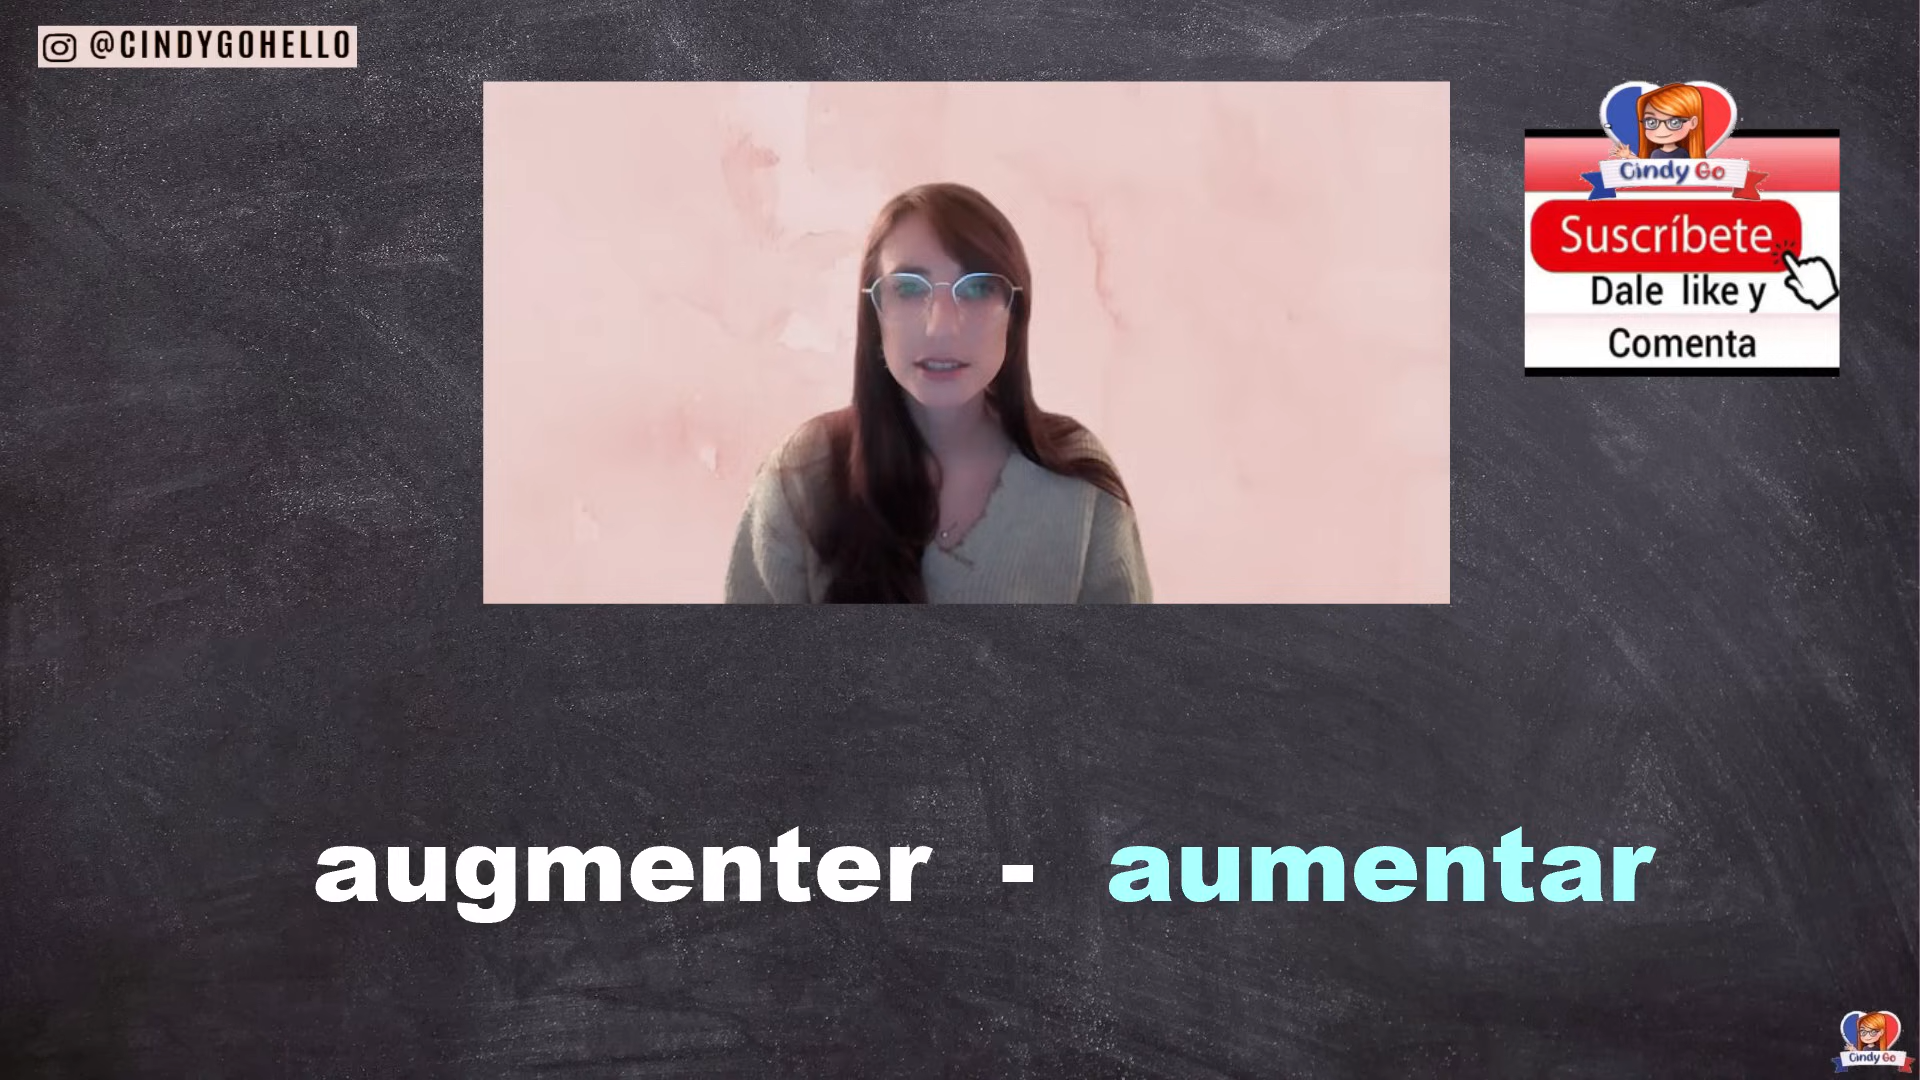 @CINDYGOHELLO
Cindy Go
Suscríbete
Dale like y
Comenta
augmenter - aumentar
Cindy Go